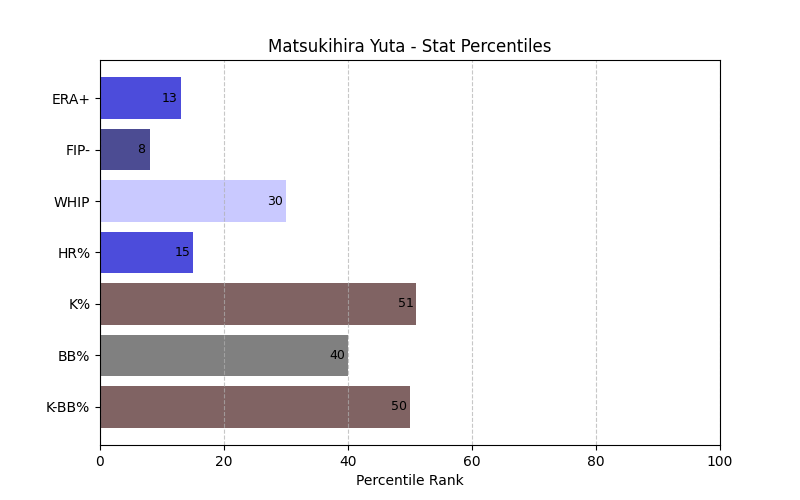 Matsukihira Yuta - Stat Percentiles
ERA+ 13
FIP- 8
WHIP 30
HR% 15
K% 51
BB% 40
K-BB% 50
0 20 40 60 80 100
Percentile Rank